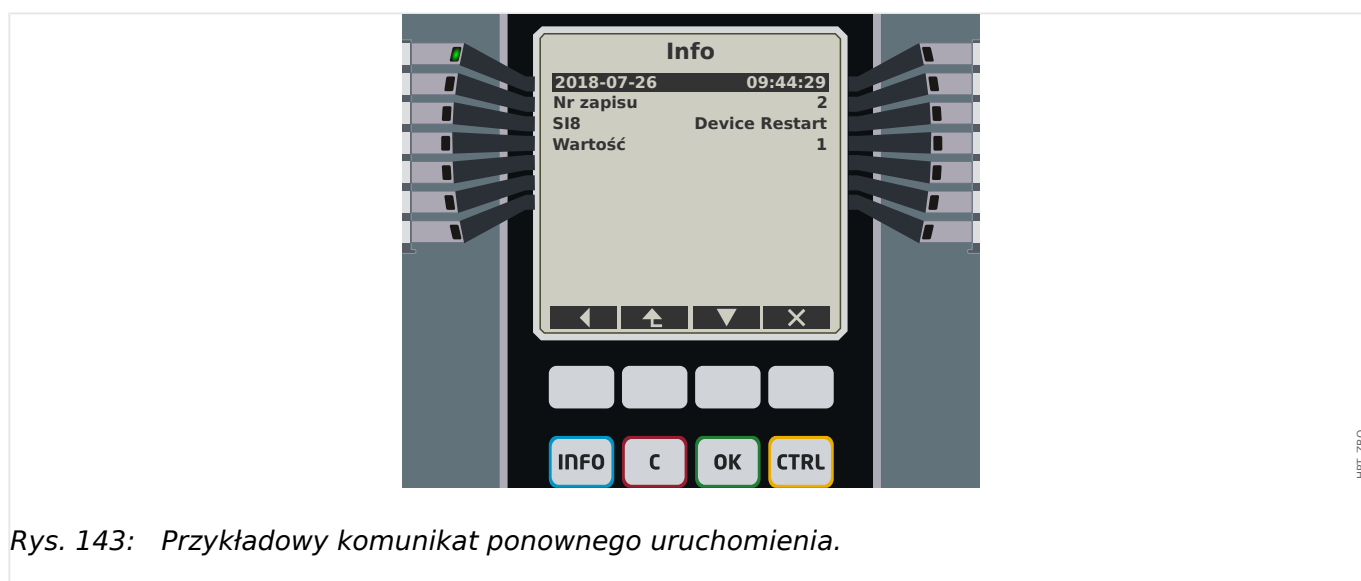 Info
2018-07-26 09:44:29
Nr zapisu 2
SI8 Device Restart
Wartość 1
INFO C OK CTRL
Rys. 143: Przykładowy komunikat ponownego uruchomienia.